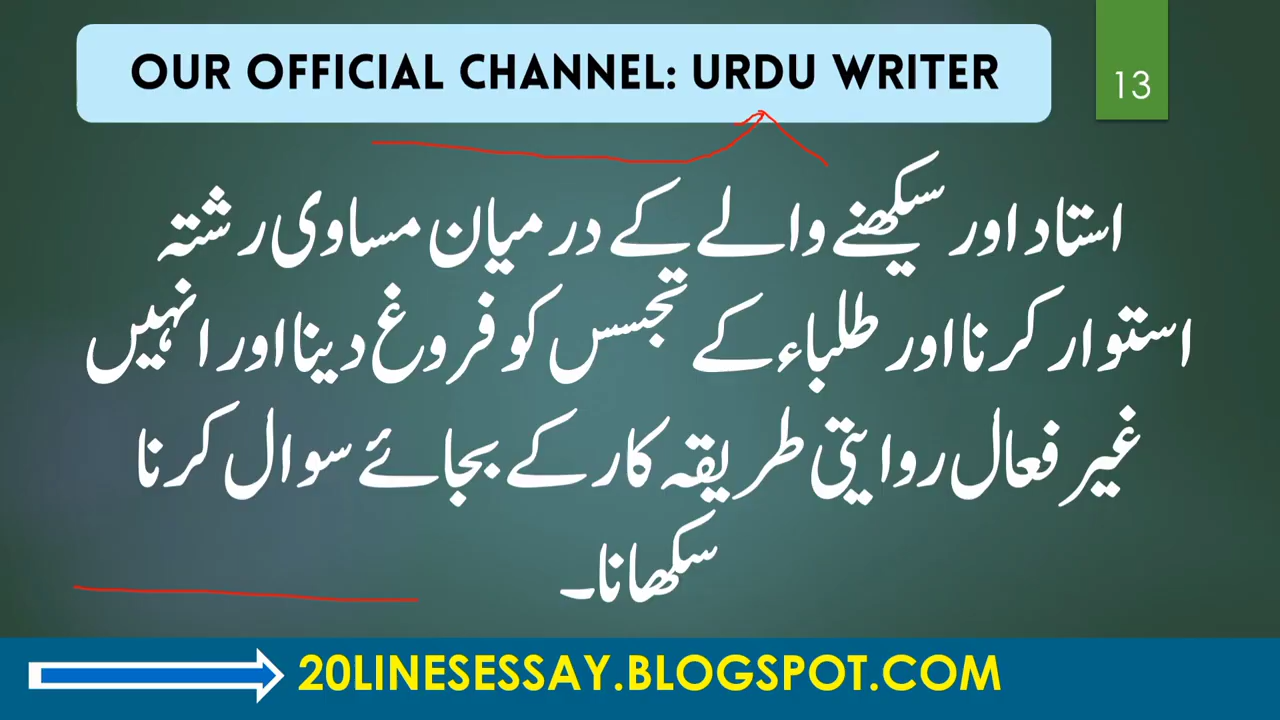 OUR OFFICIAL CHANNEL: URDU WRITER
13
استاد اور سکھنے والے کے درمیان مساوی رشتہ
استوار کرنا اور طلباء کے تجسس کو فروغ دینا اور انہیں
غیر فعال روایتی طریقہ کار کے بجائے سوال کرنا
سکھانا۔
20LINESESSAY.BLOGSPOT.COM